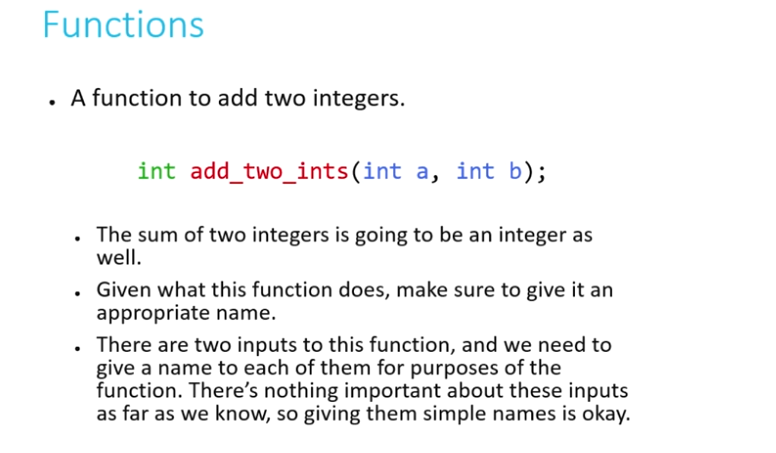 Functions
• A function to add two integers.
int add_two_ints(int a, int b);
• The sum of two integers is going to be an integer as
well.
• Given what this function does, make sure to give it an
appropriate name.
• There are two inputs to this function, and we need to
give a name to each of them for purposes of the
function. There’s nothing important about these inputs
as far as we know, so giving them simple names is okay.